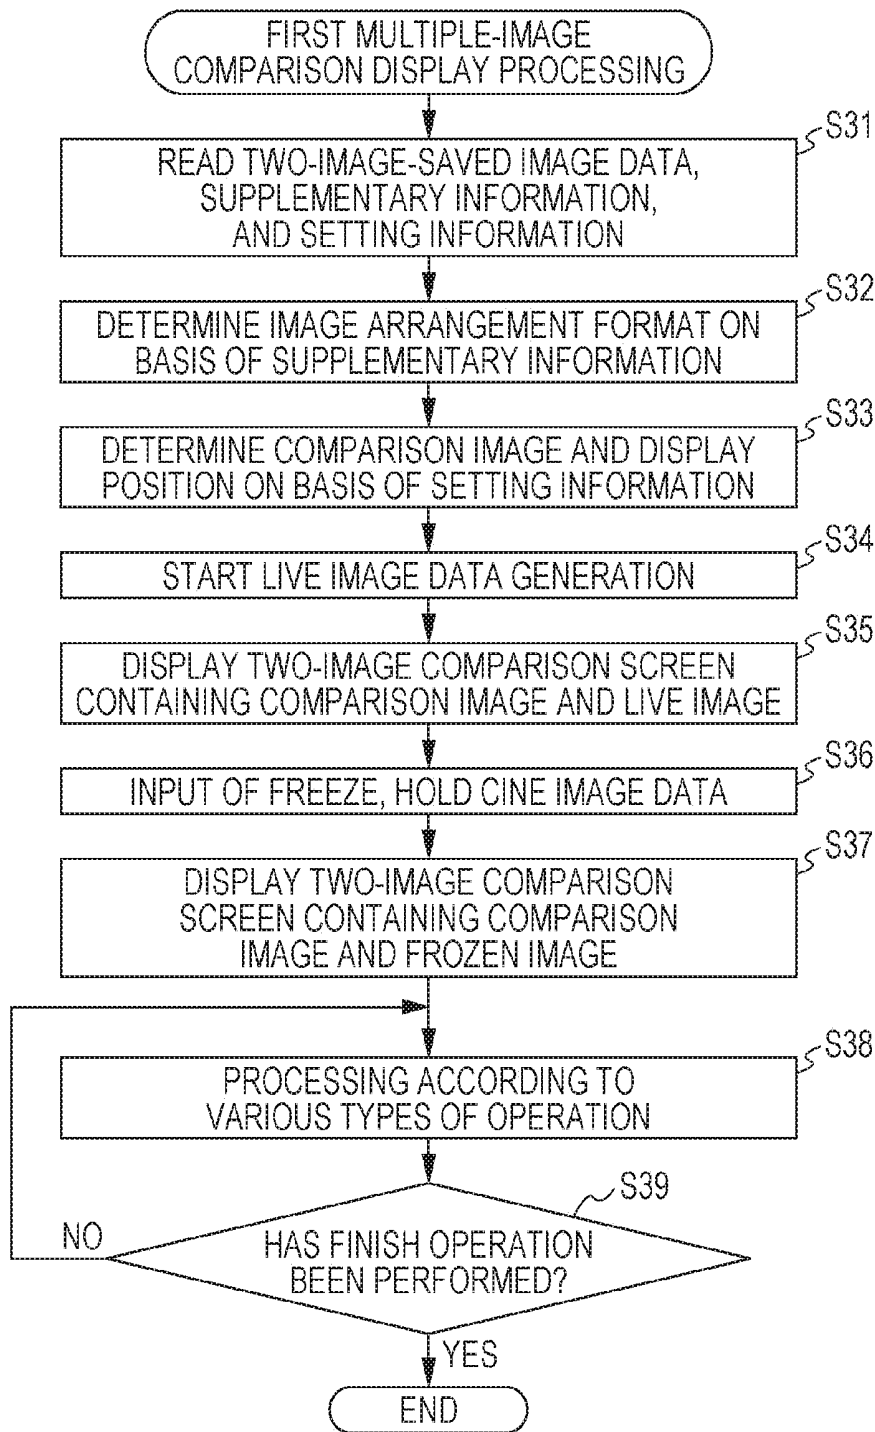 FIRST MULTIPLE-IMAGE
COMPARISON DISPLAY PROCESSING
S31
READ TWO-IMAGE-SAVED IMAGE DATA,
SUPPLEMENTARY INFORMATION,
AND SETTING INFORMATION
S32
DETERMINE IMAGE ARRANGEMENT FORMAT ON
BASIS OF SUPPLEMENTARY INFORMATION
S33
DETERMINE COMPARISON IMAGE AND DISPLAY
POSITION ON BASIS OF SETTING INFORMATION
S34
START LIVE IMAGE DATA GENERATION
S35
DISPLAY TWO-IMAGE COMPARISON SCREEN
CONTAINING COMPARISON IMAGE AND LIVE IMAGE
S36
INPUT OF FREEZE, HOLD CINE IMAGE DATA
S37
DISPLAY TWO-IMAGE COMPARISON
SCREEN CONTAINING COMPARISON
IMAGE AND FROZEN IMAGE
S38
PROCESSING ACCORDING TO
VARIOUS TYPES OF OPERATION
S39
NO
HAS FINISH OPERATION
BEEN PERFORMED?
YES
END